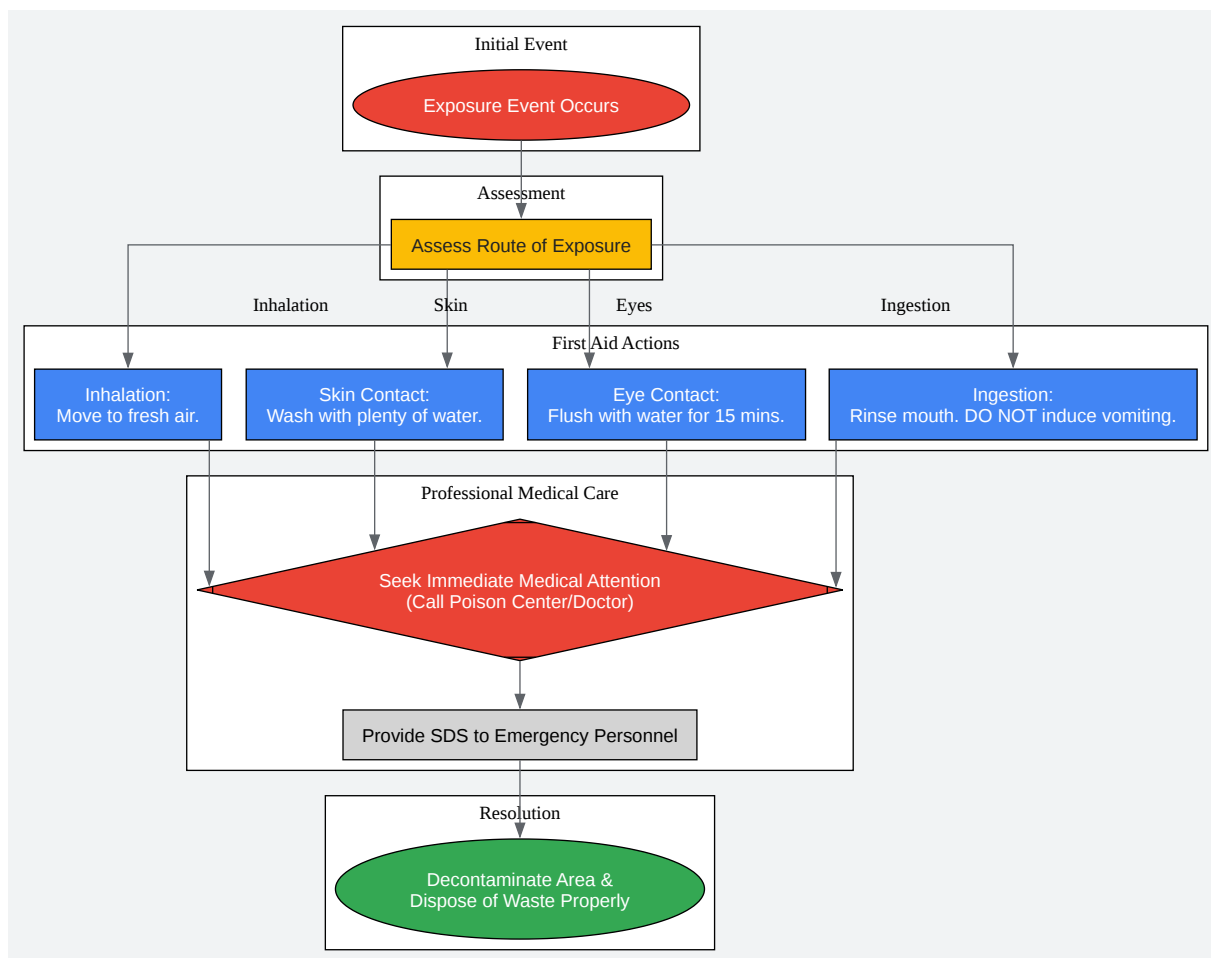 Initial Event
Exposure Event Occurs
Assessment
Assess Route of Exposure
Inhalation
Skin
Eyes
Ingestion
First Aid Actions
Inhalation:
Move to fresh air.
Skin Contact:
Wash with plenty of water.
Eye Contact:
Flush with water for 15 mins.
Ingestion:
Rinse mouth. DO NOT induce vomiting.
Professional Medical Care
Seek Immediate Medical Attention
(Call Poison Center/Doctor)
Provide SDS to Emergency Personnel
Resolution
Decontaminate Area &
Dispose of Waste Properly